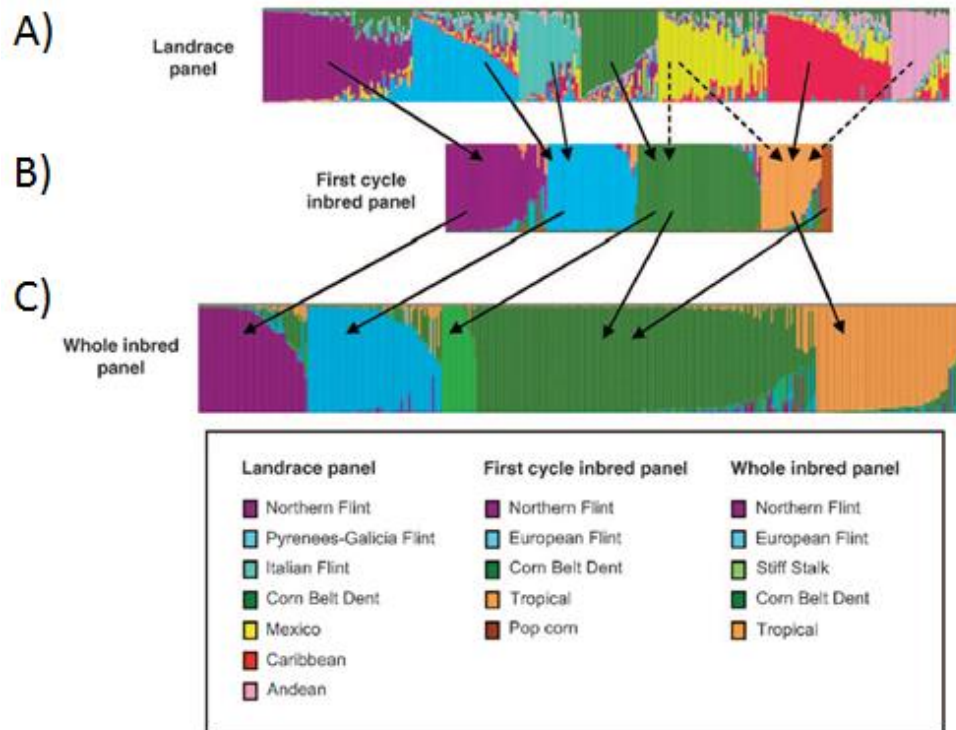 A)
Landrace
panel
B)
First cycle
inbred panel
C)
Whole inbred
panel
Landrace panel
Northern Flint
Pyrenees-Galicia Flint
Italian Flint
Corn Belt Dent
Mexico
Caribbean
Andean
First cycle inbred panel
Northern Flint
European Flint
Corn Belt Dent
Tropical
Pop corn
Whole inbred panel
Northern Flint
European Flint
Stiff Stalk
Corn Belt Dent
Tropical